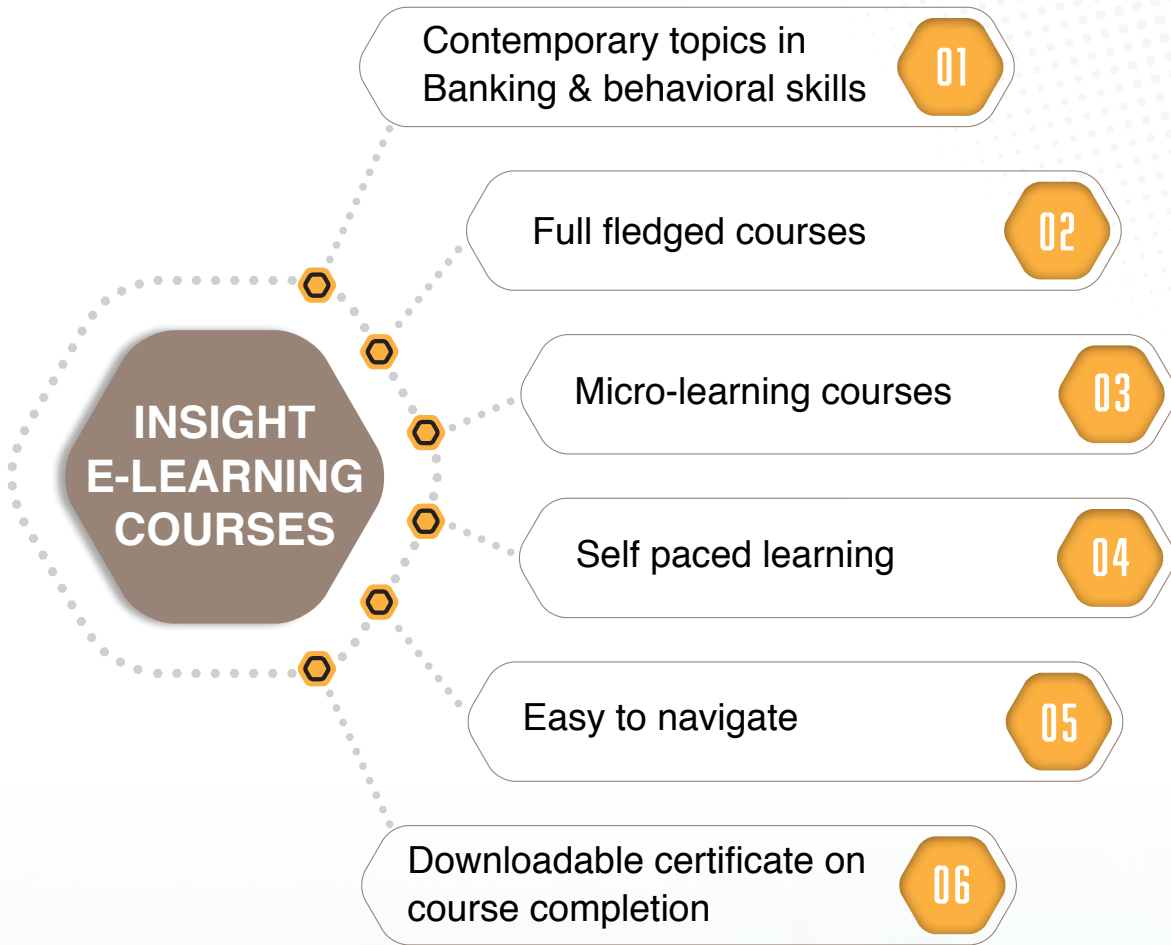 Contemporary topics in
Banking & behavioral skills
01
Full fledged courses
02
Micro-learning courses
03
INSIGHT
E-LEARNING
COURSES
Self paced learning
04
Easy to navigate
05
Downloadable certificate on
course completion
06